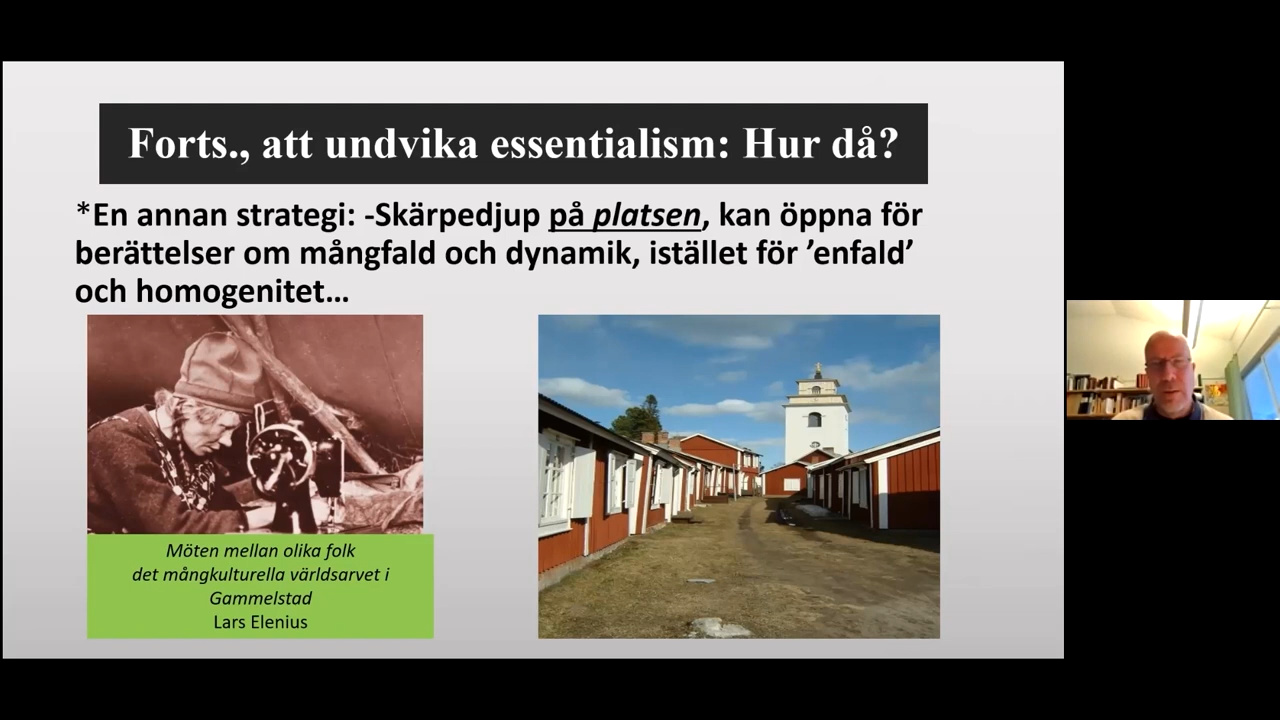 Forts., att undvika essentialism: Hur då?
*En annan strategi: -Skärpedjup på platsen, kan öppna för
berättelser om mångfald och dynamik, istället för ’enfald’
och homogenitet…
Möten mellan olika folk
det mångkulturella världsarvet i
Gammelstad
Lars Elenius